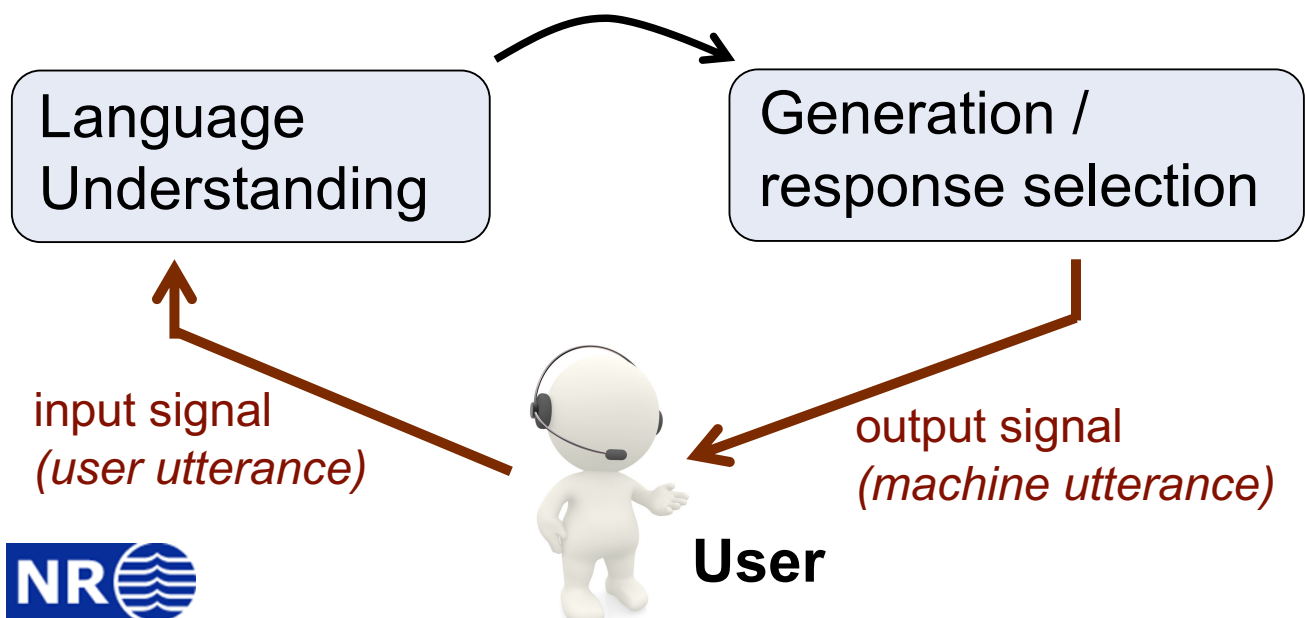 Language
Understanding
Generation /
response selection
input signal
(user utterance)
output signal
(machine utterance)
User
NR